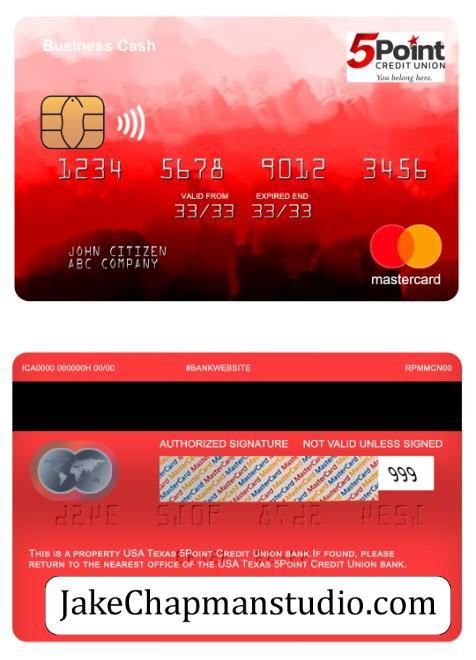 Business Cash
5Point
CREDIT UNION
You belong here.
1234 5678 9012 3456
VALID FROM EXPIRED END
33/33 33/33
JOHN CITIZEN
ABC COMPANY
mastercard
ICA0000 000000H 00/00 #BANKWEBSITE RPMMCN00
AUTHORIZED SIGNATURE NOT VALID UNLESS SIGNED
MasterCard MasterCard MasterCard
999
THIS IS A PROPERTY USA TEXAS 5POINT CREDIT UNION BANK.IF FOUND, PLEASE
RETURN TO THE NEAREST OFFICE OF THE USA TEXAS 5POINT CREDIT UNION BANK.
JakeChapmanstudio.com